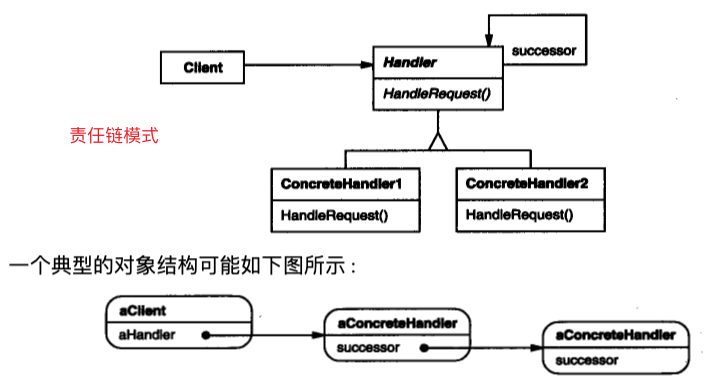 successor
Handler
Client
HandleRequest()
责任链模式
ConcreteHandler1
ConcreteHandler2
HandleRequest()
HandleRequest()
一个典型的对象结构可能如下图所示：
aClient
aHandler
aConcreteHandler
successor
aConcreteHandler
successor